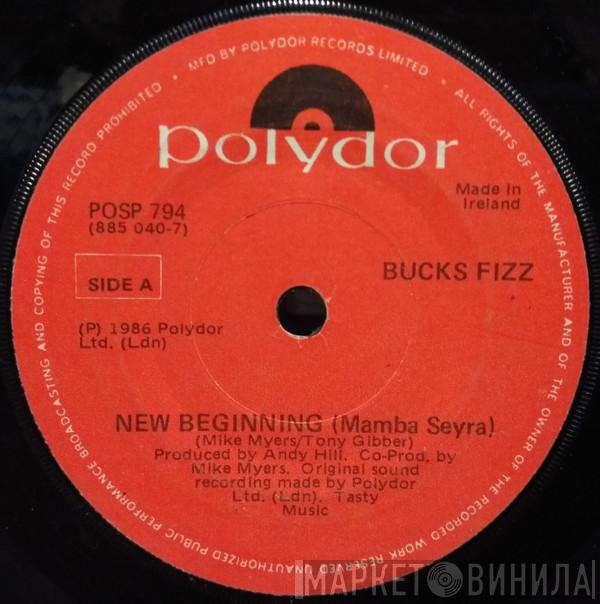 MFD BY POLYDOR RECORDS LIMITED • ALL RIGHTS OF THE MANUFACTURER AND OF THE OWNER OF THE RECORDED WORK RESERVED UNAUTHORIZED PUBLIC PERFORMANCE BROADCASTING AND COPYING OF THIS RECORD PROHIBITED •
polydor
Made in
Ireland
POSP 794
(885 040-7)
BUCKS FIZZ
SIDE A
(P) 1986 Polydor
Ltd. (Ldn)
NEW BEGINNING (Mamba Seyra)
(Mike Myers/Tony Gibber)
Produced by Andy Hill. Co-Prod. by
Mike Myers. Original sound
recording made by Polydor
Ltd. (Ldn). Tasty
Music
МАРКЕТ ВИНИЛА